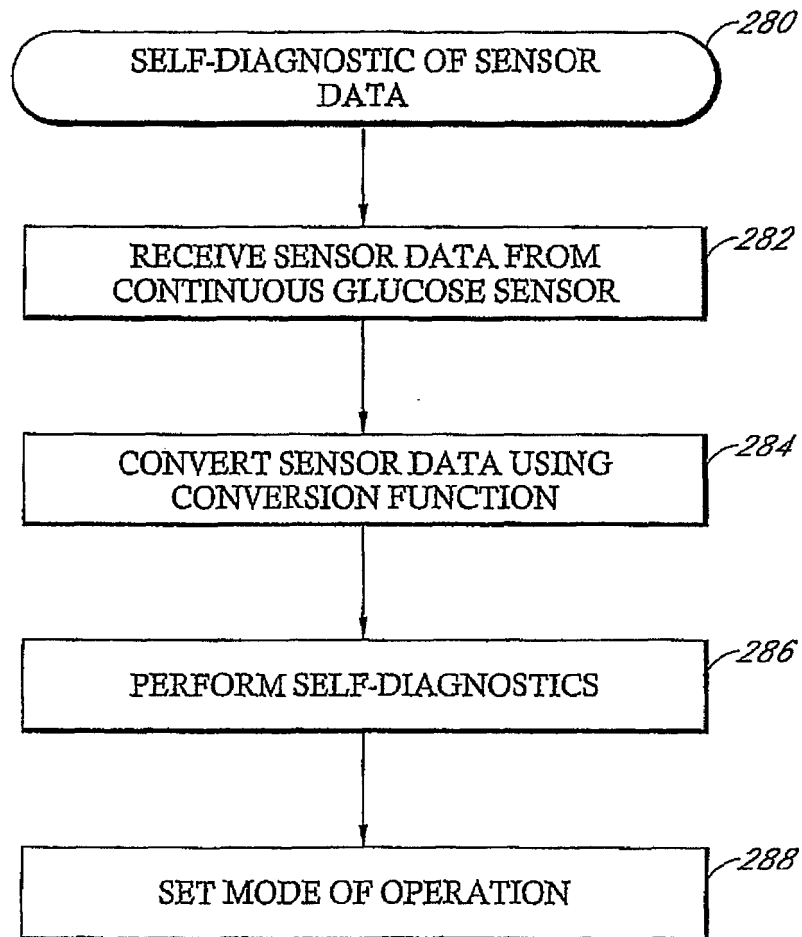 280
SELF-DIAGNOSTIC OF SENSOR
DATA
282
RECEIVE SENSOR DATA FROM
CONTINUOUS GLUCOSE SENSOR
284
CONVERT SENSOR DATA USING
CONVERSION FUNCTION
286
PERFORM SELF-DIAGNOSTICS
288
SET MODE OF OPERATION